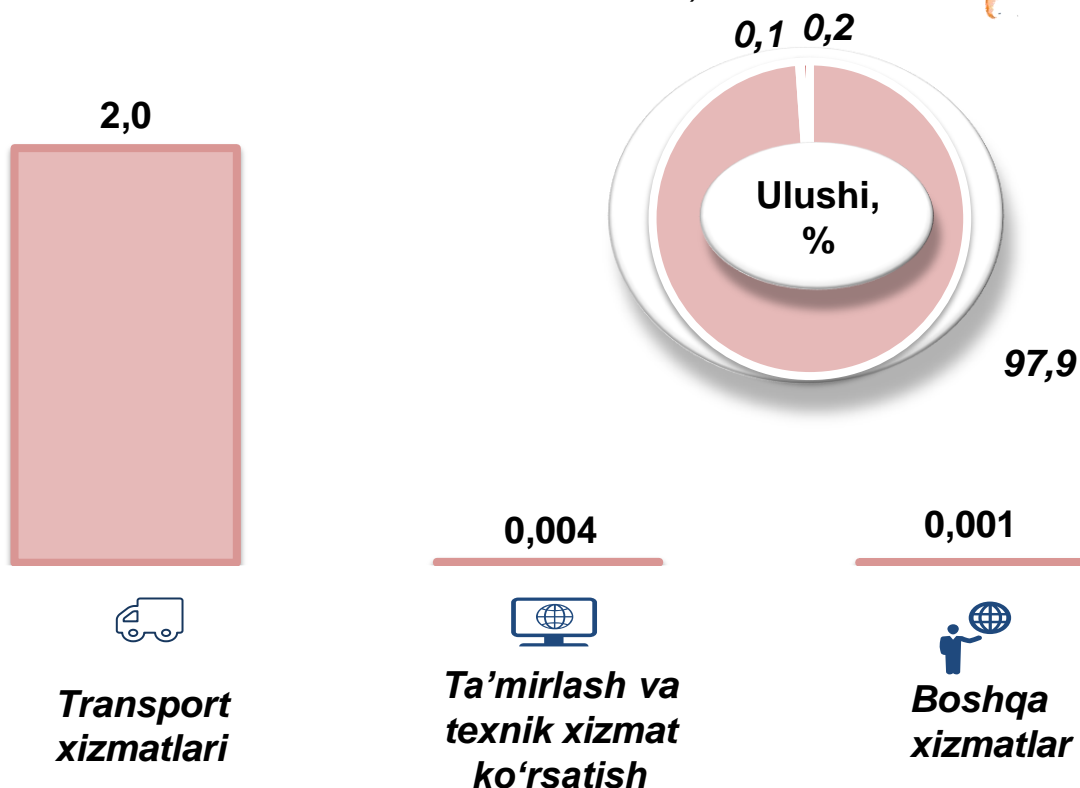 0,1 0,2
2,0
Ulushi,
%
97,9
0,004
0,001
Transport
xizmatlari
Ta’mirlash va
texnik xizmat
ko‘rsatish
Boshqa
xizmatlar